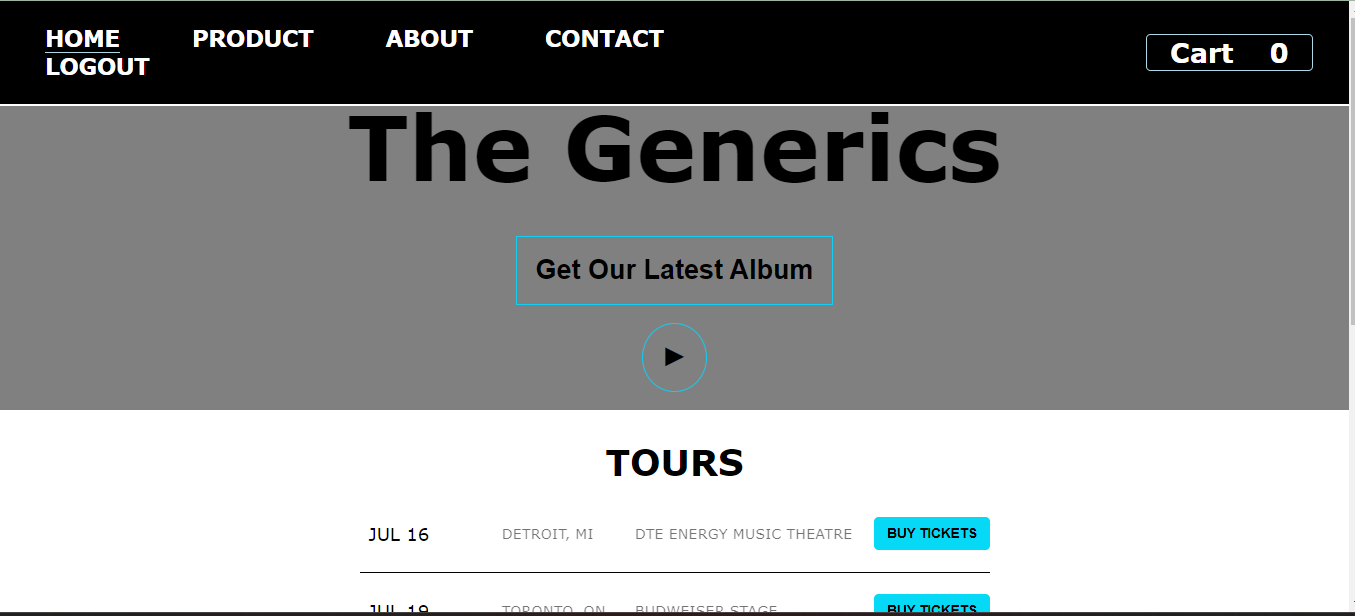 HOME PRODUCT ABOUT CONTACT
LOGOUT
Cart 0
The Generics
Get Our Latest Album
TOURS
JUL 16 DETROIT, MI DTE ENERGY MUSIC THEATRE BUY TICKETS
JUL 19 TORONTO, ON BUDWEISER STAGE BUY TICKETS